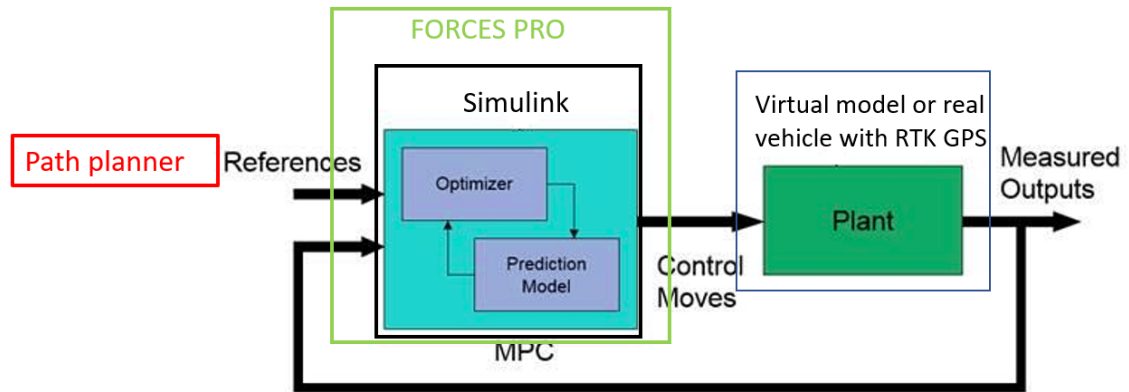 FORCES PRO
Simulink
Virtual model or real
vehicle with RTK GPS
Path planner
References
Measured
Outputs
Optimizer
Plant
Prediction
Model
Control
Moves
MPC